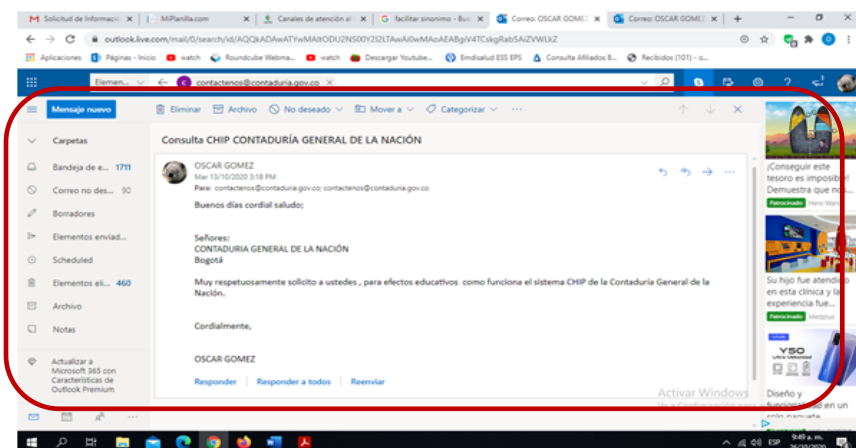 Solicitud de Informació
MiPlanilla.com
Canales de atención al
facilitar sinonimo - Bus
Correo: OSCAR GOMEZ
Correo: OSCAR GOMEZ
Aplicaciones
Páginas - Inicio
watch
Roundcube Webma...
watch
Descargar Youtube...
Emdisalud ESS EPS
Consulta Afiliados B...
Recibidos (101) - o...
Elemen...
contactenos@contaduria.gov.co
Mensaje nuevo
Eliminar
Archivo
No deseado
Mover a
Categorizar
Carpetas
Bandeja de e... 1711
Correo no des... 90
Borradores
Elementos enviad...
Scheduled
Elementos eli... 460
Archivo
Notas
Actualizar a
Microsoft 365 con
Características de
Outlook Premium
Consulta CHIP CONTADURÍA GENERAL DE LA NACIÓN
OSCAR GOMEZ
Mar 13/10/2020 3:18 PM
Para: contactenos@contaduria.gov.co; contactenos@contaduria.gov.co
Buenos días cordial saludo;
Señores:
CONTADURIA GENERAL DE LA NACIÓN
Bogotá
Muy respetuosamente solicito a ustedes , para efectos educativos como funciona el sistema CHIP de la Contaduría General de la
Nación.
Cordialmente,
OSCAR GOMEZ
Responder
Responder a todos
Reenviar
¡Conseguir este
tesoro es imposible!
Demuestra que no...
Patrocinado Hero Wars
Su hijo fue atendido
en esta clínica y la
experiencia fue...
Patrocinado Medplus
Y50
Diseño y
en un
Activar Windows
ESP
9:49 a. m.
26/10/2020